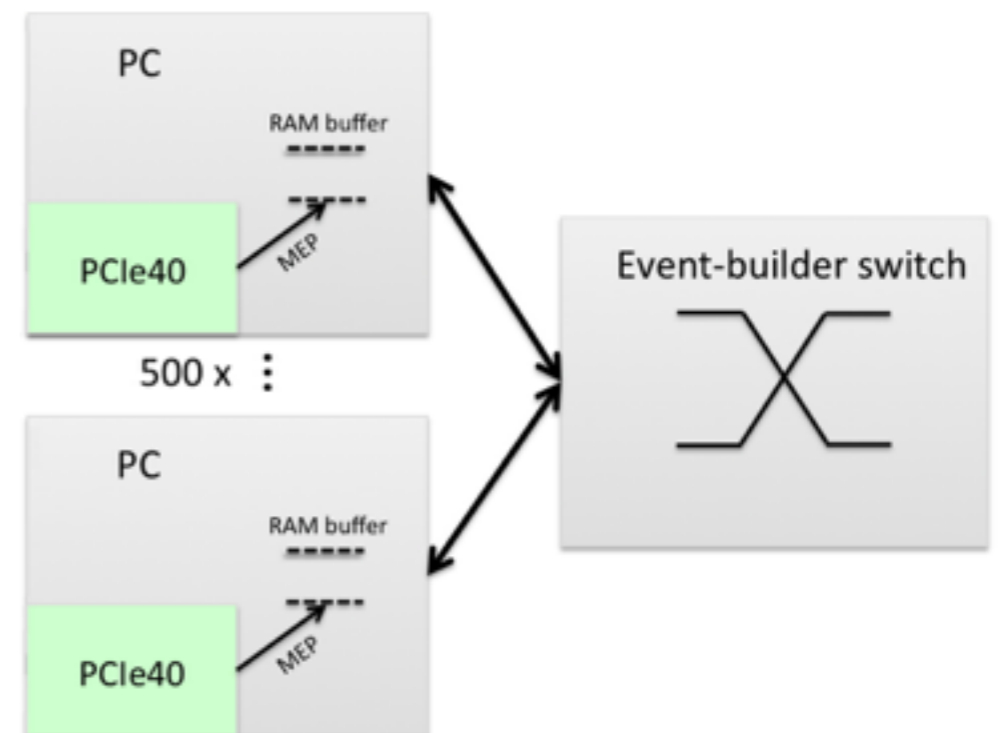 PC
RAM buffer
MEP
PCIe40
500 x
PC
RAM buffer
MEP
PCIe40
Event-builder switch